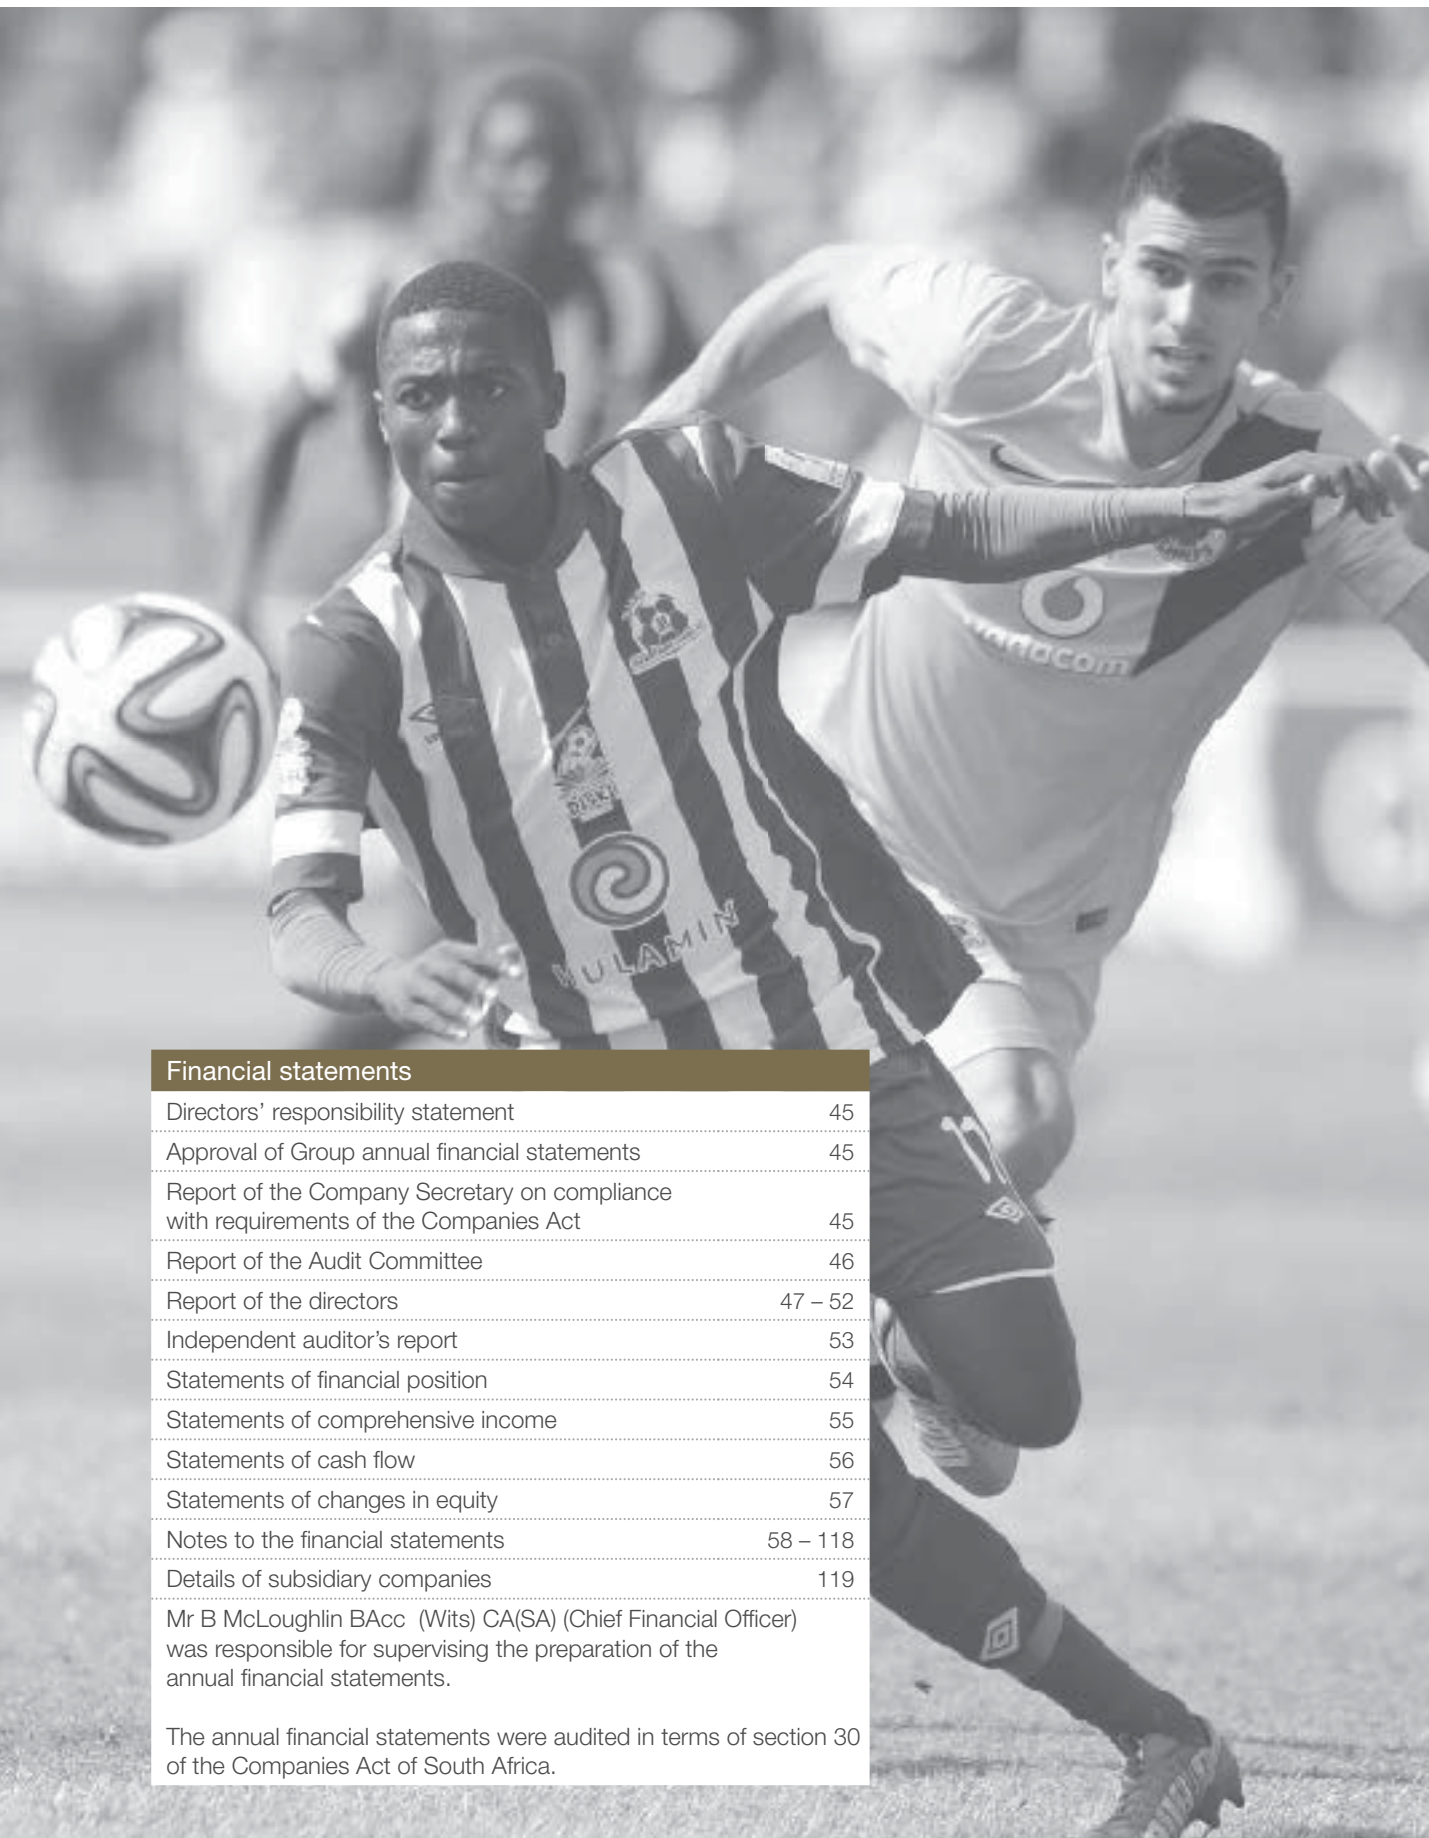 vodacom
DISKI
VULAMIN
Financial statements
Directors' responsibility statement 45
Approval of Group annual financial statements 45
Report of the Company Secretary on compliance
with requirements of the Companies Act 45
Report of the Audit Committee 46
Report of the directors 47 – 52
Independent auditor's report 53
Statements of financial position 54
Statements of comprehensive income 55
Statements of cash flow 56
Statements of changes in equity 57
Notes to the financial statements 58 – 118
Details of subsidiary companies 119
Mr B McLoughlin BAcc (Wits) CA(SA) (Chief Financial Officer)
was responsible for supervising the preparation of the
annual financial statements.
The annual financial statements were audited in terms of section 30
of the Companies Act of South Africa.